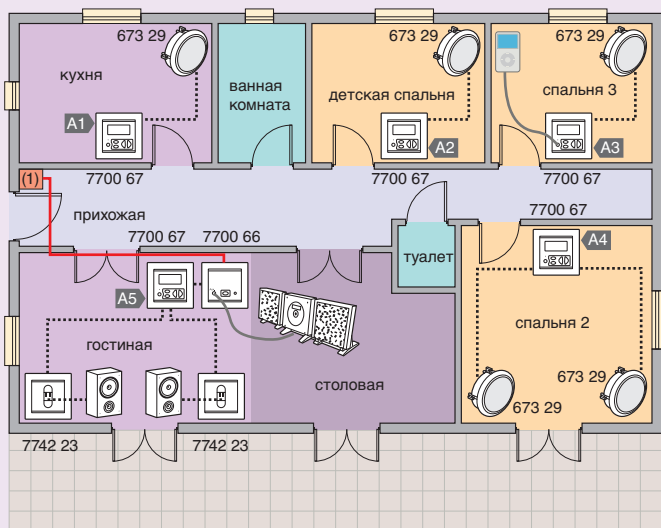 673 29
673 29
673 29
кухня
ванная
комната
детская спальня
спальня 3
A1
A2
A3
(1)
7700 67
7700 67
7700 67
прихожая
7700 67
7700 67
7700 66
A4
туалет
A5
спальня 2
гостиная
столовая
673 29
673 29
7742 23
7742 23